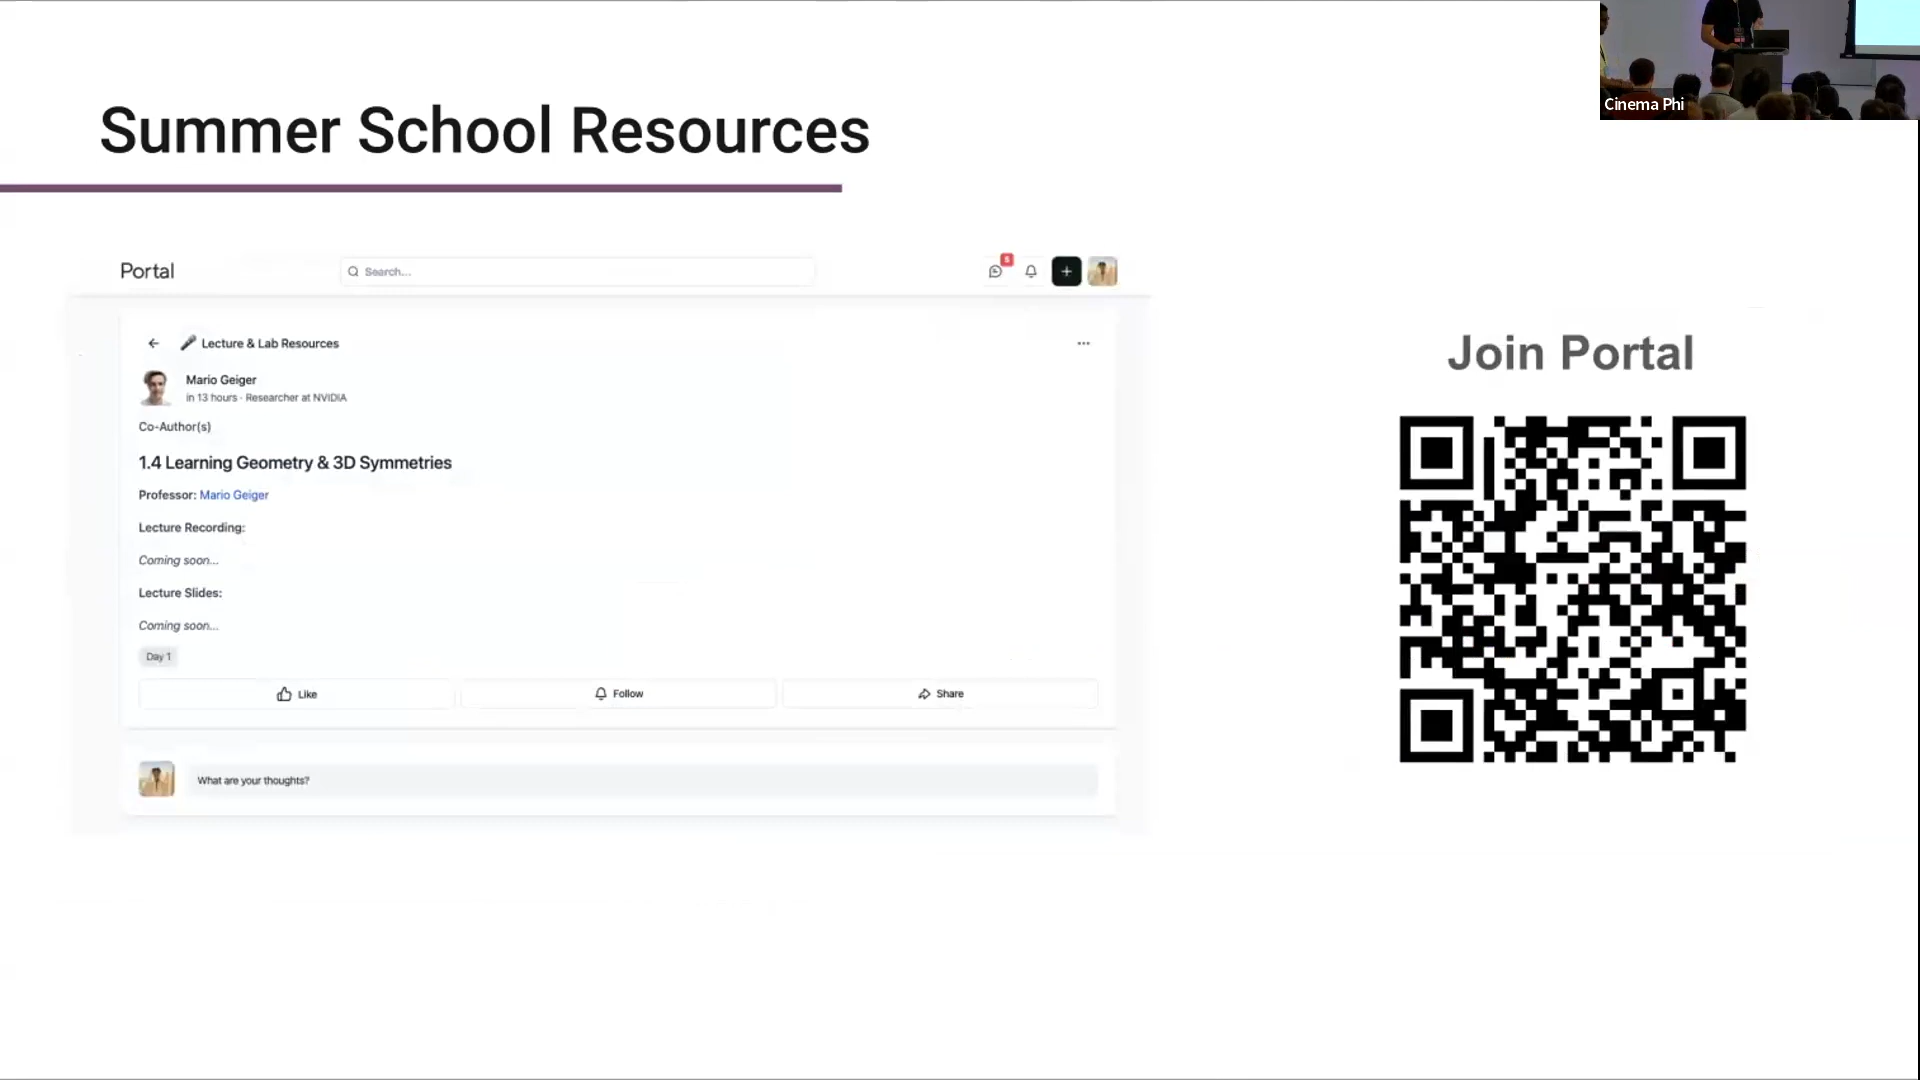 Cinema Phi
Summer School Resources
Portal
Search...
5
Lecture & Lab Resources
Mario Geiger
in 13 hours · Researcher at NVIDIA
Co-Author(s)
1.4 Learning Geometry & 3D Symmetries
Professor: Mario Geiger
Lecture Recording:
Coming soon...
Lecture Slides:
Coming soon...
Day 1
Like
Follow
Share
What are your thoughts?
Join Portal